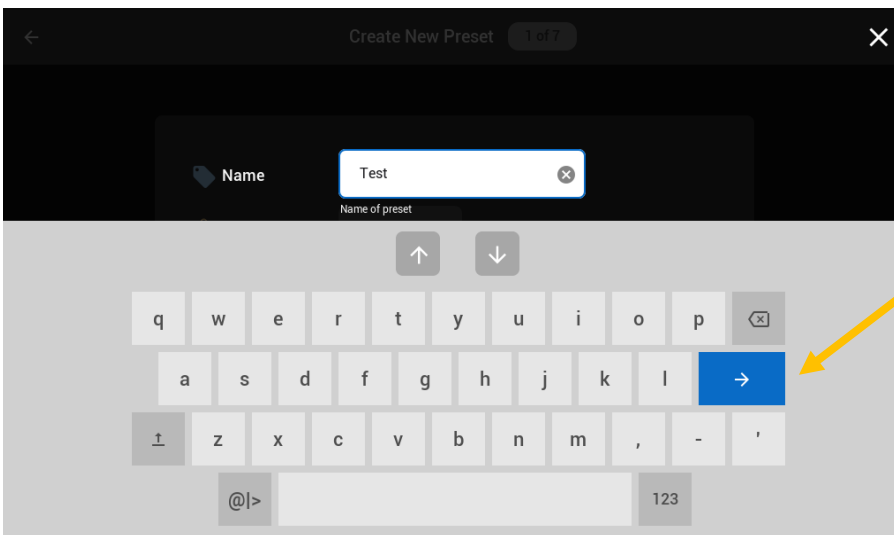 Create New Preset 1 of 7
Name Test
Name of preset
q w e r t y u i o p
a s d f g h j k l
z x c v b n m , - '
@|> 123